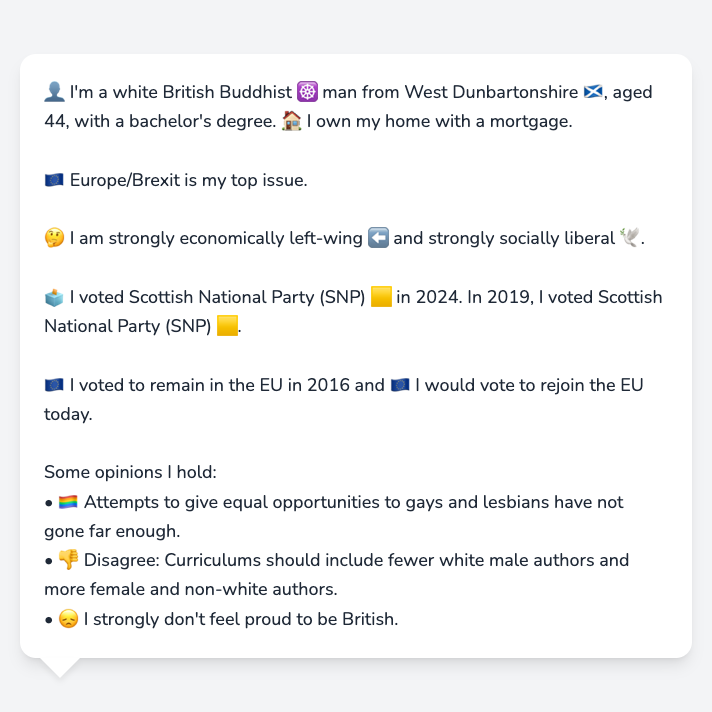 👤 I'm a white British Buddhist ☸️ man from West Dunbartonshire 🏴󠁧󠁢󠁳󠁣󠁴󠁿, aged
44, with a bachelor's degree. 🏠 I own my home with a mortgage.
🇪🇺 Europe/Brexit is my top issue.
🤔 I am strongly economically left-wing ⬅️ and strongly socially liberal 🕊️.
🗳️ I voted Scottish National Party (SNP) 🟨 in 2024. In 2019, I voted Scottish
National Party (SNP) 🟨.
🇪🇺 I voted to remain in the EU in 2016 and 🇪🇺 I would vote to rejoin the EU
today.
Some opinions I hold:
• 🏳️‍🌈 Attempts to give equal opportunities to gays and lesbians have not
gone far enough.
• 👎 Disagree: Curriculums should include fewer white male authors and
more female and non-white authors.
• 😞 I strongly don't feel proud to be British.